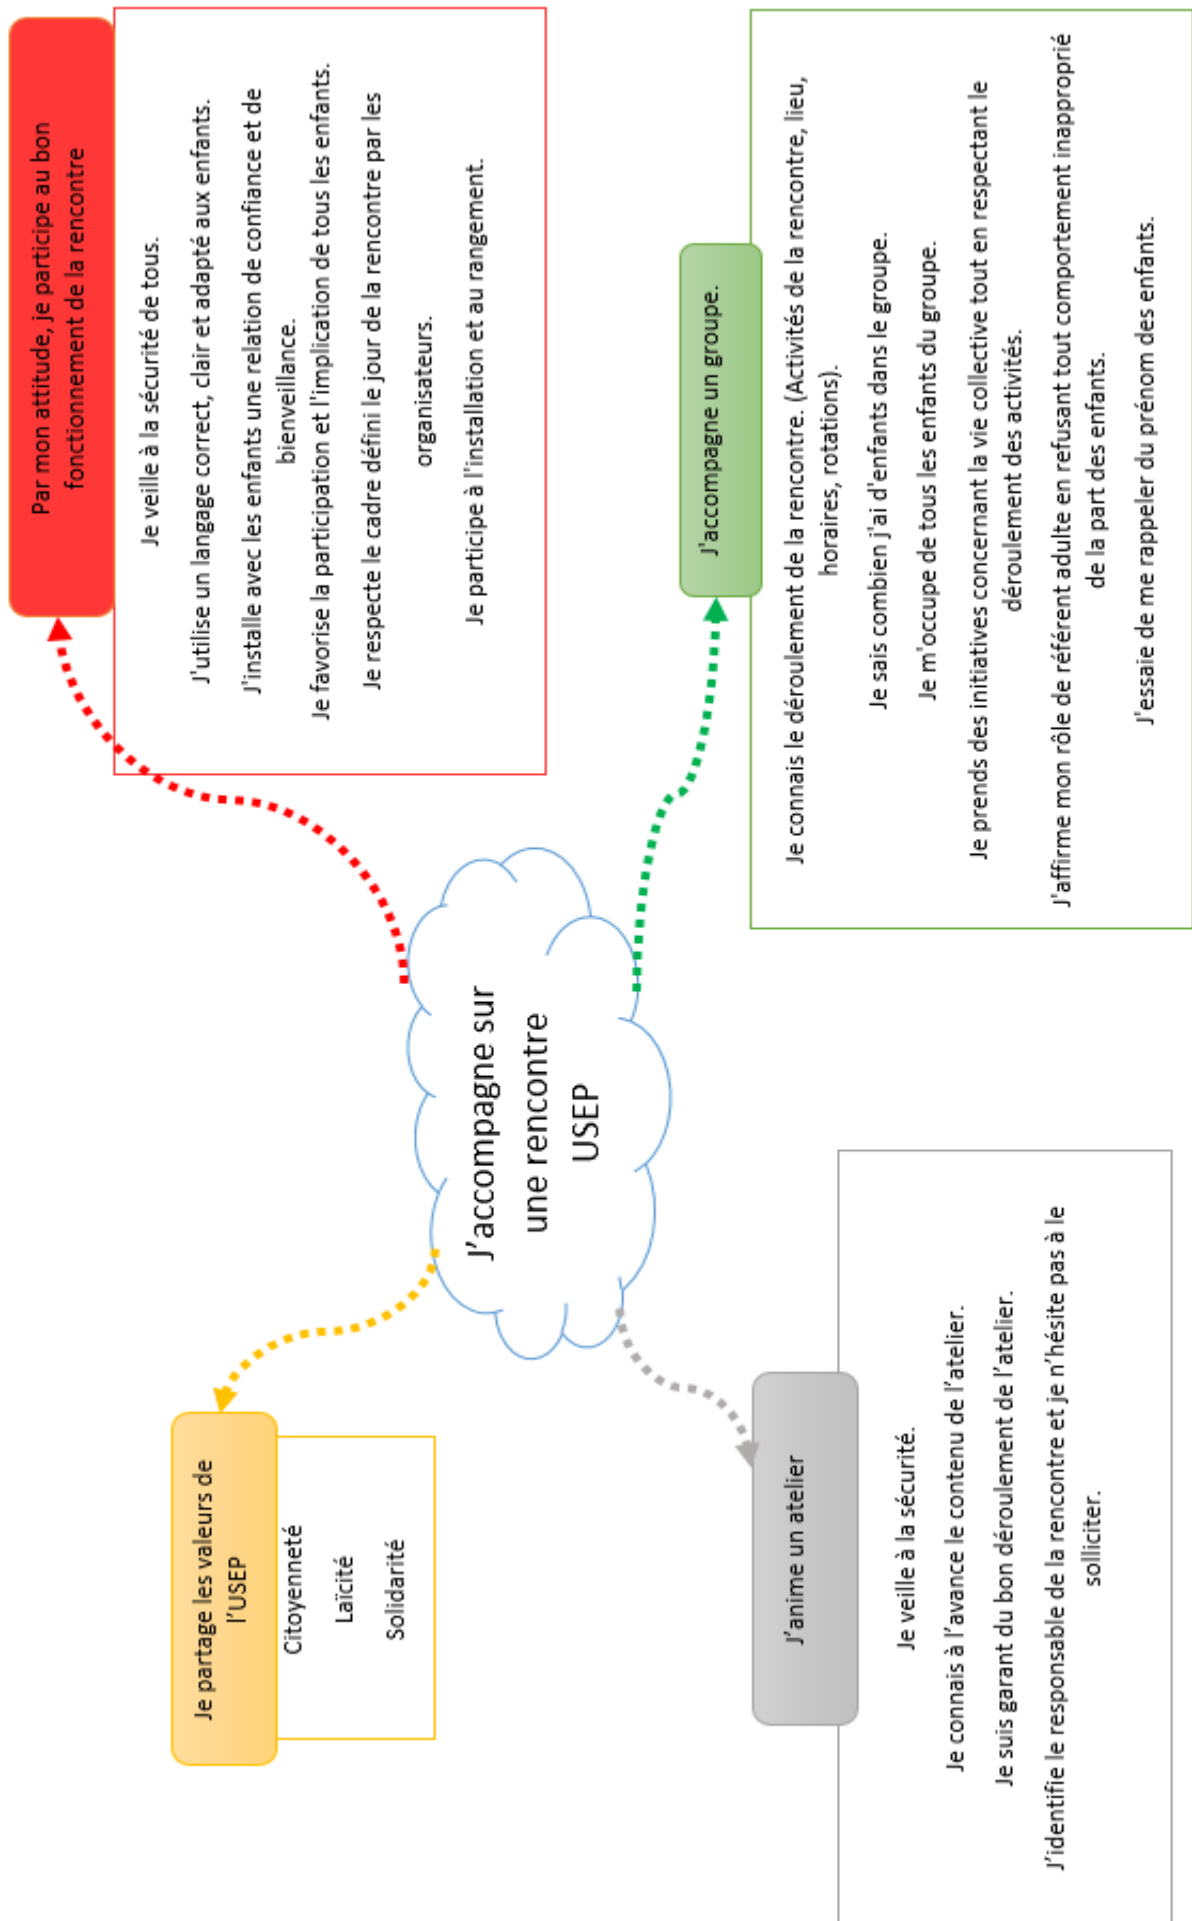 Je partage les valeurs de
l'USEP
Citoyenneté
Laïcité
Solidarité
Par mon attitude, je participe au bon
fonctionnement de la rencontre
Je veille à la sécurité de tous.
J'utilise un langage correct, clair et adapté aux enfants.
J'installe avec les enfants une relation de confiance et de
bienveillance.
Je favorise la participation et l'implication de tous les enfants.
Je respecte le cadre défini le jour de la rencontre par les
organisateurs.
Je participe à l'installation et au rangement.
J'accompagne sur
une rencontre
USEP
J'anime un atelier
Je veille à la sécurité.
Je connais à l'avance le contenu de l'atelier.
Je suis garant du bon déroulement de l'atelier.
J'identifie le responsable de la rencontre et je n'hésite pas à le
solliciter.
J'accompagne un groupe.
Je connais le déroulement de la rencontre. (Activités de la rencontre, lieu,
horaires, rotations).
Je sais combien j'ai d'enfants dans le groupe.
Je m'occupe de tous les enfants du groupe.
Je prends des initiatives concernant la vie collective tout en respectant le
déroulement des activités.
J'affirme mon rôle de référent adulte en refusant tout comportement inapproprié
de la part des enfants.
J'essaie de me rappeler du prénom des enfants.